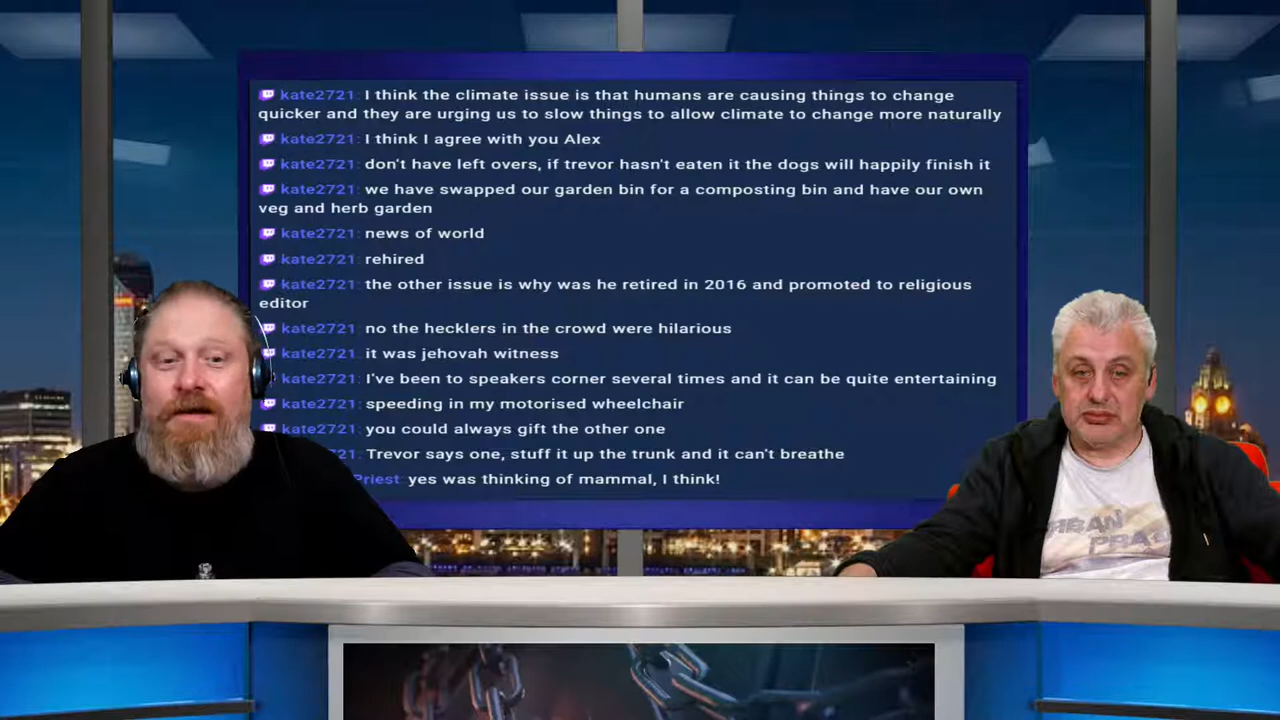 kate2721: I think the climate issue is that humans are causing things to change
quicker and they are urging us to slow things to allow climate to change more naturally
kate2721: I think I agree with you Alex
kate2721: don't have left overs, if trevor hasn't eaten it the dogs will happily finish it
kate2721: we have swapped our garden bin for a composting bin and have our own
veg and herb garden
kate2721: news of world
kate2721: rehired
kate2721: the other issue is why was he retired in 2016 and promoted to religious
editor
kate2721: no the hecklers in the crowd were hilarious
kate2721: it was jehovah witness
kate2721: I've been to speakers corner several times and it can be quite entertaining
kate2721: speeding in my motorised wheelchair
kate2721: you could always gift the other one
21: Trevor says one, stuff it up the trunk and it can't breathe
Priest: yes was thinking of mammal, I think!